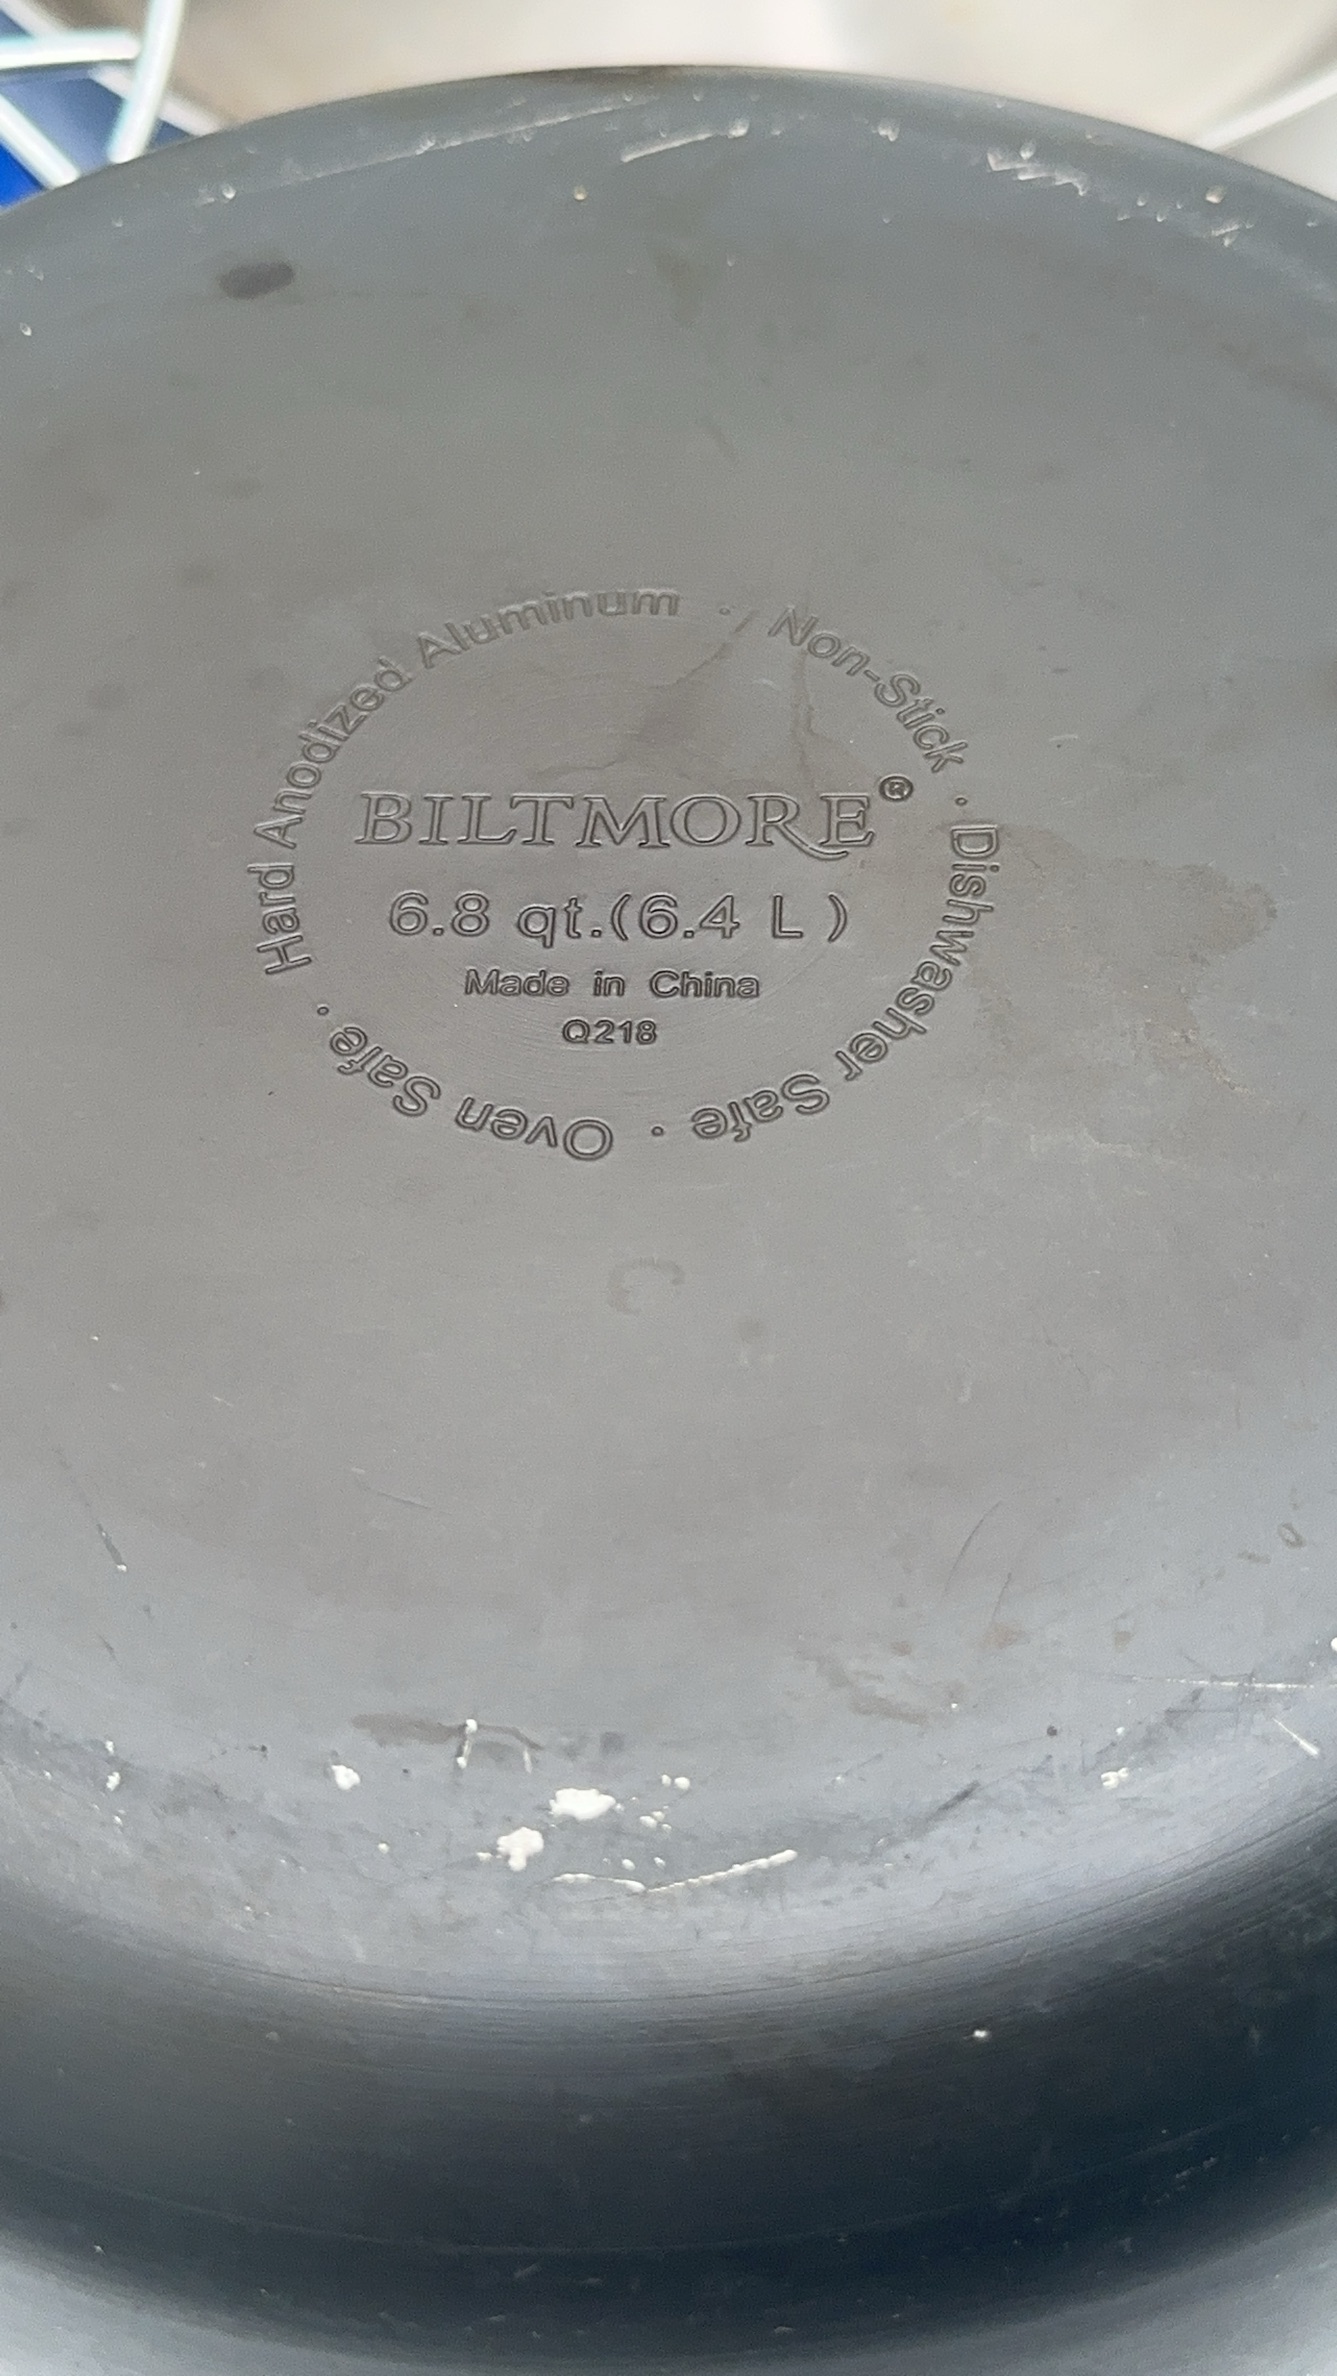 Hard Anodized Aluminum · Non-Stick · Dishwasher Safe · Oven Safe ·
BILTMORE®
6.8 qt.(6.4 L )
Made in China
Q218